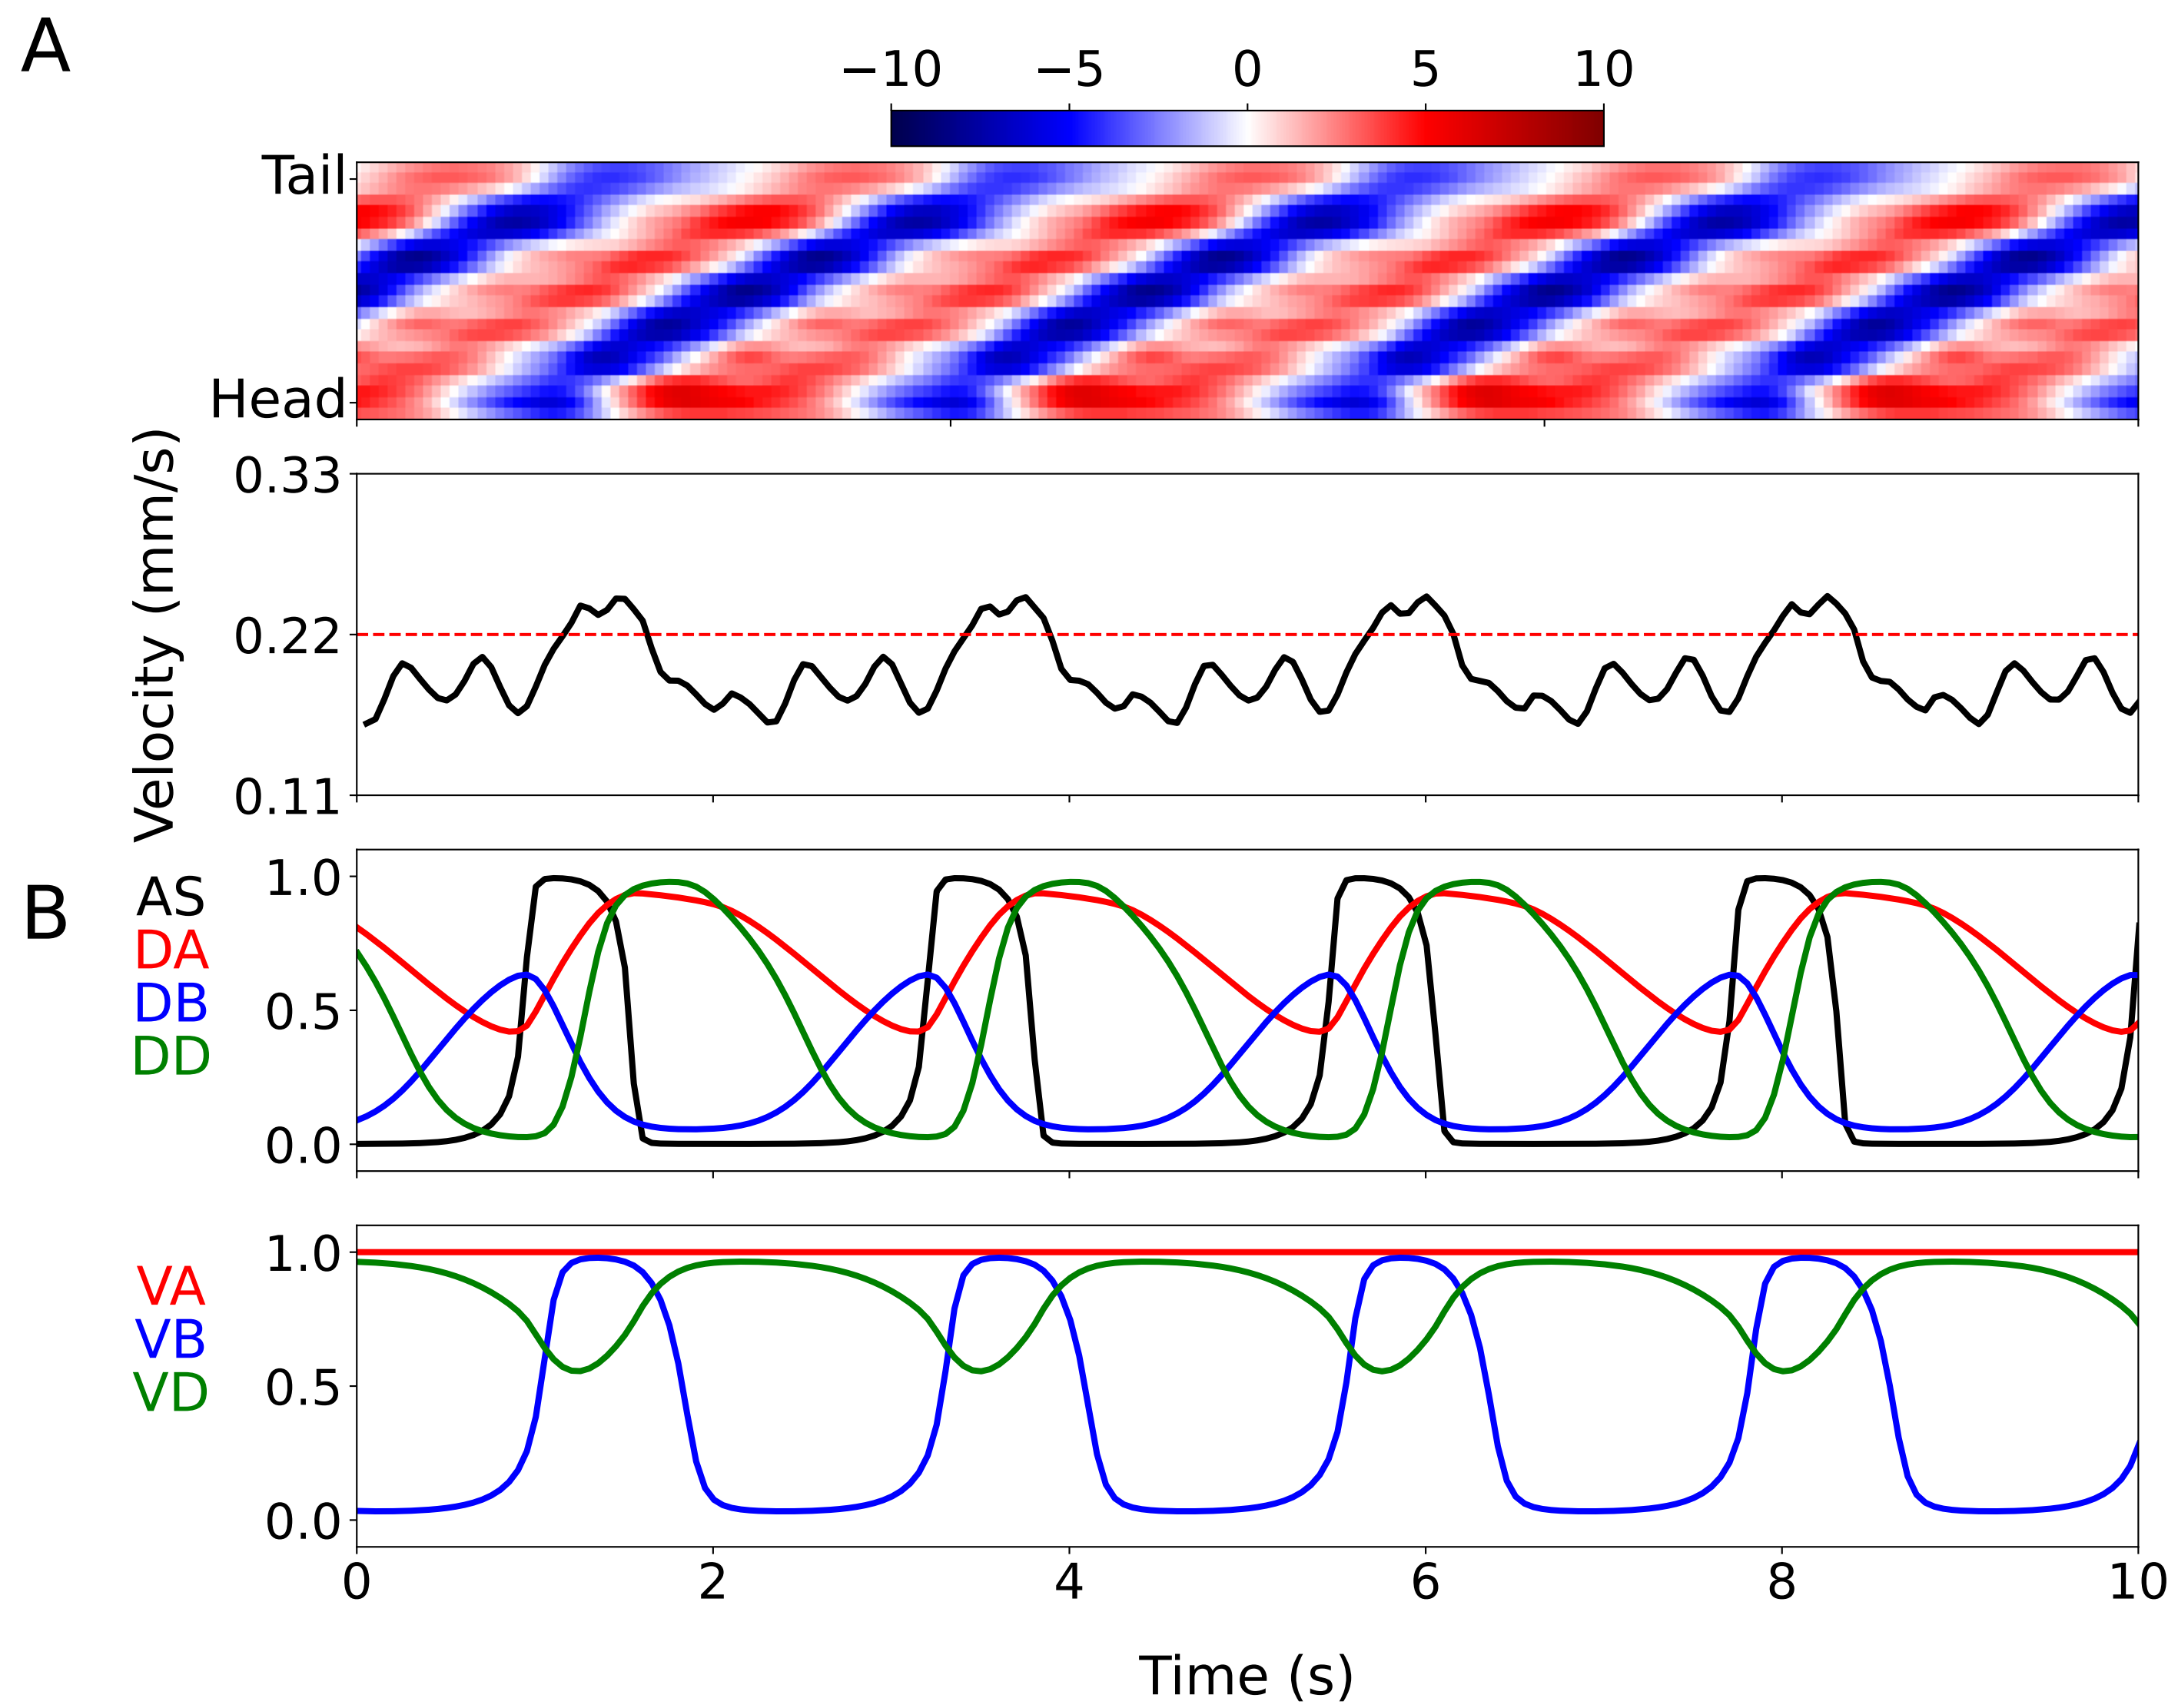 A
−10 −5 0 5 10
Tail
Head
Velocity (mm/s)
0.33
0.22
0.11
B
AS
DA
DB
DD
1.0
0.5
0.0
VA
VB
VD
1.0
0.5
0.0
0 2 4 6 8 10
Time (s)